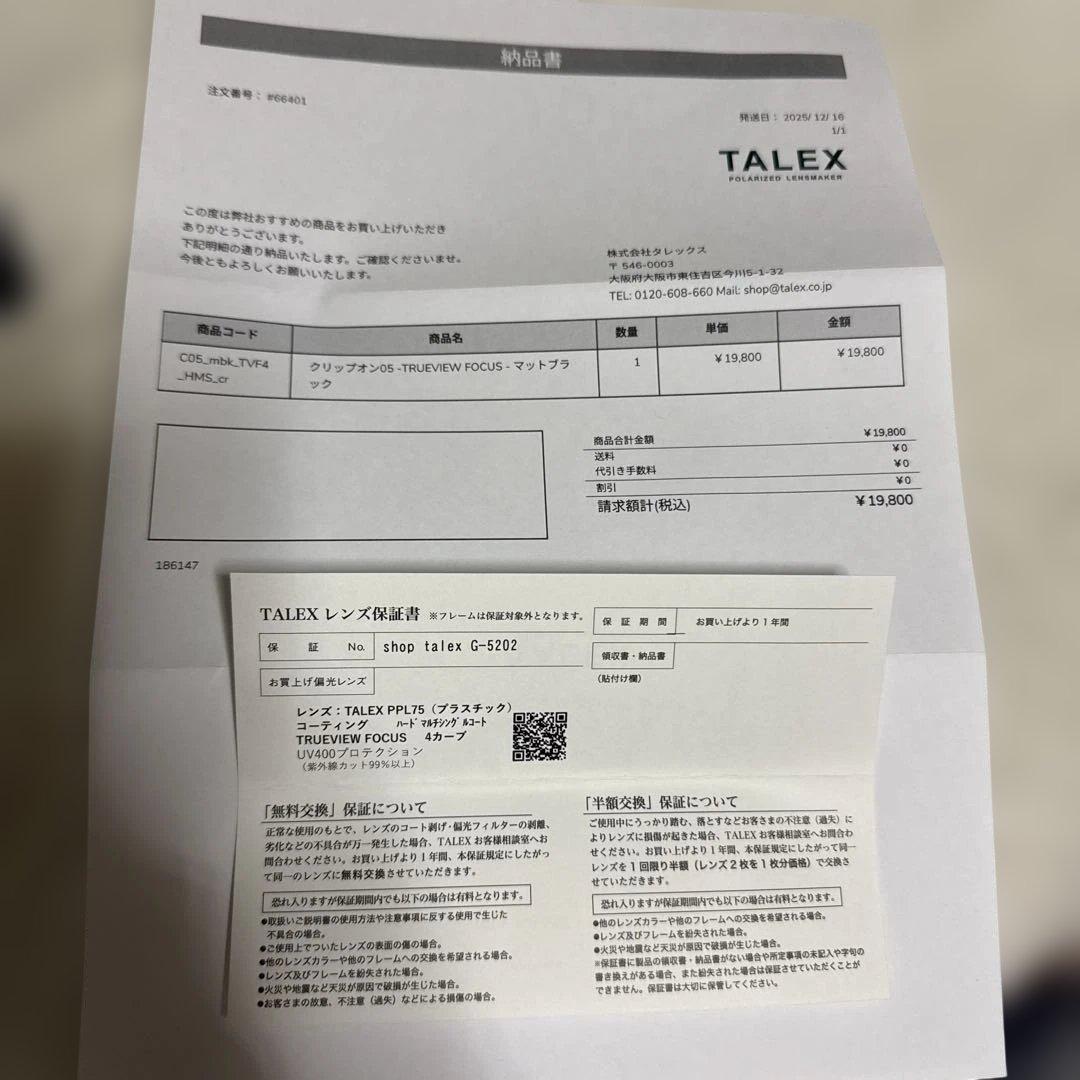 納品書
注文番号： #66401
発送日： 2025/ 12/ 16
1/1
TALEX
POLARIZED LENSMAKER
この度は弊社おすすめの商品をお買い上げいただき
ありがとうございます。
下記明細の通り納品いたします。ご確認くださいませ。
今後ともよろしくお願いいたします。
株式会社タレックス
〒 546-0003
大阪府大阪市東住吉区今川5-1-32
TEL: 0120-608-660 Mail: shop@talex.co.jp
商品コード 商品名 数量 単価 金額
C05_mbk_TVF4 クリップオン05 -TRUEVIEW FOCUS - マットブラ 1 ￥19,800 ￥19,800
_HMS_cr ック
商品合計金額 ￥19,800
送料 ￥0
代引き手数料 ￥0
割引 ￥0
請求額計(税込) ￥19,800
186147
TALEX レンズ保証書 ※フレームは保証対象外となります。
保証No. shop talex G-5202
お買上げ偏光レンズ
レンズ：TALEX PPL75（プラスチック）
コーティング ﾊｰﾄﾞﾏﾙﾁｼﾝｸﾞﾙｺｰﾄ
TRUEVIEW FOCUS 4カーブ
UV400プロテクション
（紫外線カット99%以上）
保証期間 お買い上げより1年間
領収書・納品書
（貼付け欄）
「無料交換」保証について
正常な使用のもとで、レンズのコート剥げ・偏光フィルターの剥離、
劣化などの不具合が万一発生した場合、TALEXお客様相談室へお
問合わせください。お買い上げより1年間、本保証規定にしたがっ
て同一のレンズに無料交換させていただきます。
恐れ入りますが保証期間内でも以下の場合は有料となります。
●取扱いご説明書の使用方法や注意事項に反する使用で生じた
不具合の場合。
●ご使用上でついたレンズの表面の傷の場合。
●他のレンズカラーや他のフレームへの交換を希望される場合。
●レンズ及びフレームを紛失された場合。
●火災や地震など天災が原因で破損が生じた場合。
●お客さまの故意、不注意（過失）などによる損傷の場合。
「半額交換」保証について
ご使用中にうっかり踏む、落とすなどお客さまの不注意（過失）に
よりレンズに損傷が起きた場合、TALEXお客様相談室へお問合わ
せください。お買い上げより1年間、本保証規定にしたがって同一
レンズを1回限り半額（レンズ2枚を1枚分価格）で交換さ
せていただきます。
恐れ入りますが保証期間内でも以下の場合は有料となります。
●他のレンズカラーや他のフレームへの交換を希望される場合。
●レンズ及びフレームを紛失された場合。
●火災や地震など天災が原因で破損が生じた場合。
※保証書に製品の領収書・納品書がない場合や所定事項の未記入や字句の
書き換えがある場合、また紛失された場合は保証させていただくことが
できません。保証書は大切に保管してください。